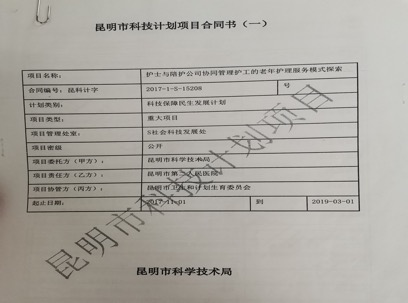 昆明市科技计划项目合同书（一）
项目名称： 护士与陪护公司协同管理护工的老年护理服务模式探索
合同编号：昆科计字 2017-1-S-15208 号
计划类别： 科技保障民生发展计划
项目类型： 重大项目
项目管理处室： S社会科技发展处
项目密级 公开
项目委托方（甲方）： 昆明市科学技术局
项目责任方（乙方）： 昆明市第二人民医院
项目协管方（丙方）： 昆明市卫生和计划生育委员会
起止日期： 2017-11-01 到 2019-03-01
昆明市科技计划项目
昆明市科学技术局